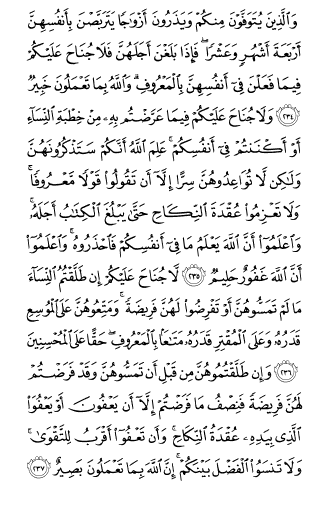 وَالَّذِينَ يُتَوَفَّوْنَ مِنكُمْ وَيَذَرُونَ أَزْوَاجًا يَتَرَبَّصْنَ بِأَنفُسِهِنَّ
أَرْبَعَةَ أَشْهُرٍ وَعَشْرًا ۖ فَإِذَا بَلَغْنَ أَجَلَهُنَّ فَلَا جُنَاحَ عَلَيْكُمْ
فِيمَا فَعَلْنَ فِي أَنفُسِهِنَّ بِالْمَعْرُوفِ ۗ وَاللَّهُ بِمَا تَعْمَلُونَ خَبِيرٌ
﴿٢٣٤﴾ وَلَا جُنَاحَ عَلَيْكُمْ فِيمَا عَرَّضْتُم بِهِ مِنْ خِطْبَةِ النِّسَاءِ
أَوْ أَكْنَنتُمْ فِي أَنفُسِكُمْ ۚ عَلِمَ اللَّهُ أَنَّكُمْ سَتَذْكُرُونَهُنَّ
وَلَٰكِن لَّا تُوَاعِدُوهُنَّ سِرًّا إِلَّا أَن تَقُولُوا قَوْلًا مَّعْرُوفًا ۚ
وَلَا تَعْزِمُوا عُقْدَةَ النِّكَاحِ حَتَّىٰ يَبْلُغَ الْكِتَابُ أَجَلَهُ ۚ
وَاعْلَمُوا أَنَّ اللَّهَ يَعْلَمُ مَا فِي أَنفُسِكُمْ فَاحْذَرُوهُ ۚ وَاعْلَمُوا
أَنَّ اللَّهَ غَفُورٌ حَلِيمٌ ﴿٢٣٥﴾ لَّا جُنَاحَ عَلَيْكُمْ إِن طَلَّقْتُمُ النِّسَاءَ
مَا لَمْ تَمَسُّوهُنَّ أَوْ تَفْرِضُوا لَهُنَّ فَرِيضَةً ۚ وَمَتِّعُوهُنَّ عَلَى الْمُوسِعِ
قَدَرُهُ وَعَلَى الْمُقْتِرِ قَدَرُهُ مَتَاعًا بِالْمَعْرُوفِ ۖ حَقًّا عَلَى الْمُحْسِنِينَ
﴿٢٣٦﴾ وَإِن طَلَّقْتُمُوهُنَّ مِن قَبْلِ أَن تَمَسُّوهُنَّ وَقَدْ فَرَضْتُمْ
لَهُنَّ فَرِيضَةً فَنِصْفُ مَا فَرَضْتُمْ إِلَّا أَن يَعْفُونَ أَوْ يَعْفُوَا
الَّذِي بِيَدِهِ عُقْدَةُ النِّكَاحِ ۚ وَأَن تَعْفُوا أَقْرَبُ لِلتَّقْوَىٰ ۚ
وَلَا تَنسَوُا الْفَضْلَ بَيْنَكُمْ ۚ إِنَّ اللَّهَ بِمَا تَعْمَلُونَ بَصِيرٌ ﴿٢٣٧﴾